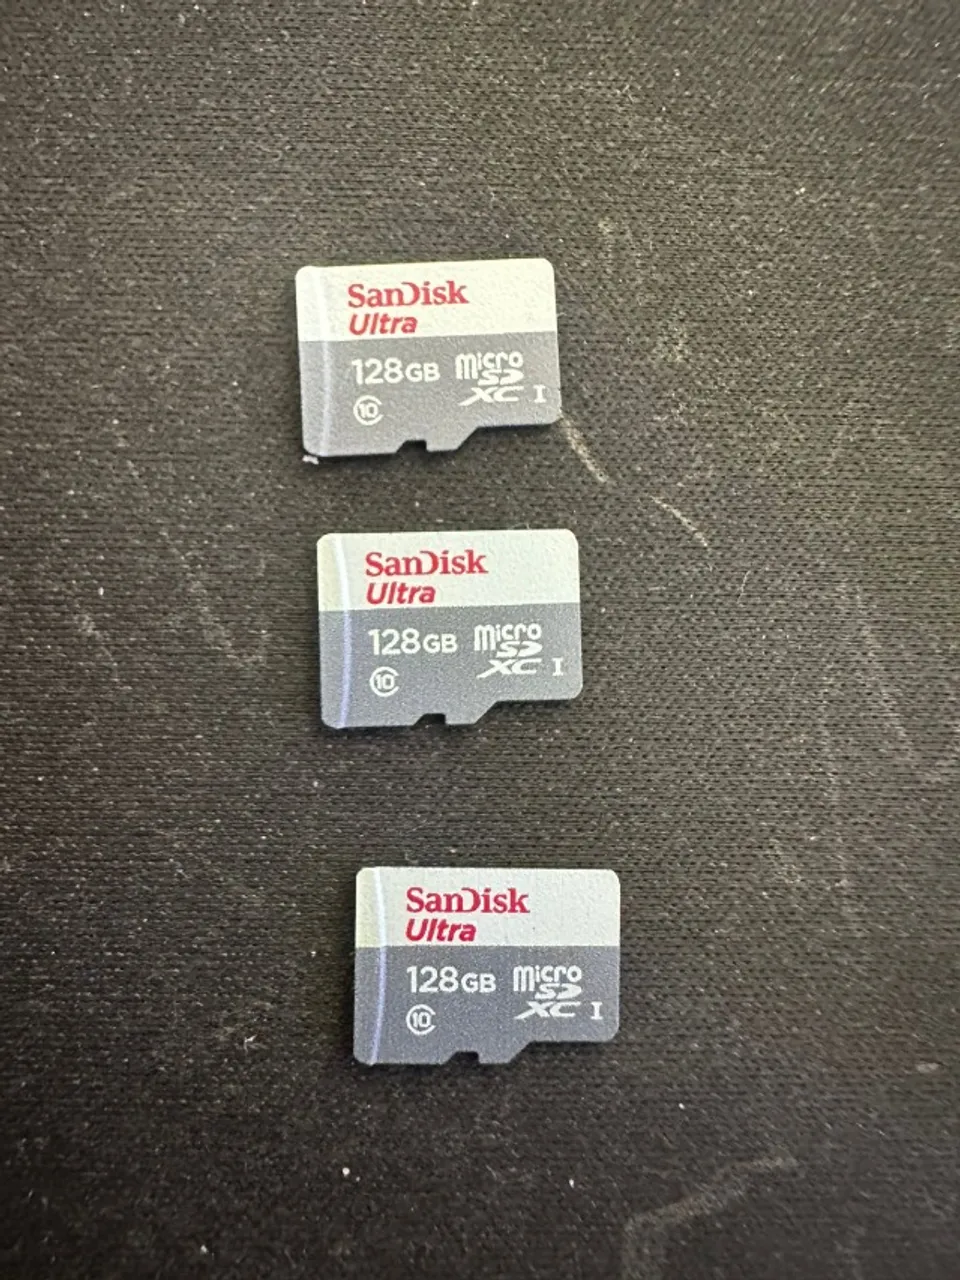 SanDisk
Ultra
128GB micro
SD
XC I
10
SanDisk
Ultra
128GB micro
SD
XC I
10
SanDisk
Ultra
128GB micro
SD
XC I
10